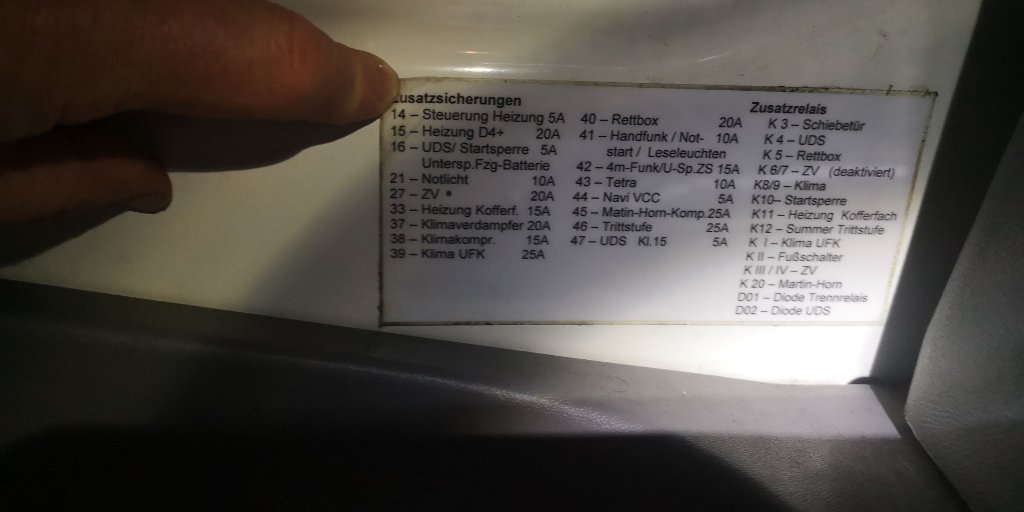 Zusatzsicherungen
14 – Steuerung Heizung 5A
15 – Heizung D4+ 20A
16 – UDS/ Startsperre 5A
Untersp.Fzg-Batterie
21 – Notlicht 10A
27 – ZV • 20A
33 – Heizung Kofferf. 15A
37 – Klimaverdampfer 20A
38 – Klimakompr. 15A
39 – Klima UFK 25A
40 – Rettbox 20A
41 – Handfunk / Not- 10A
start / Leseleuchten
42 – 4m-Funk/U-Sp.ZS 15A
43 – Tetra 10A
44 – Navi VCC 5A
45 – Matin-Horn-Komp. 25A
46 – Trittstufe 25A
47 – UDS Kl.15 5A
Zusatzrelais
K 3 – Schiebetür
K 4 – UDS
K 5 – Rettbox
K 6/7 – ZV (deaktiviert)
K8/9 – Klima
K10– Startsperre
K11 – Heizung Kofferfach
K12 – Summer Trittstufe
K I – Klima UFK
K II – Fußschalter
K III / IV – ZV
K 20 – Martin-Horn
D01 – Diode Trennrelais
D02 – Diode UDS